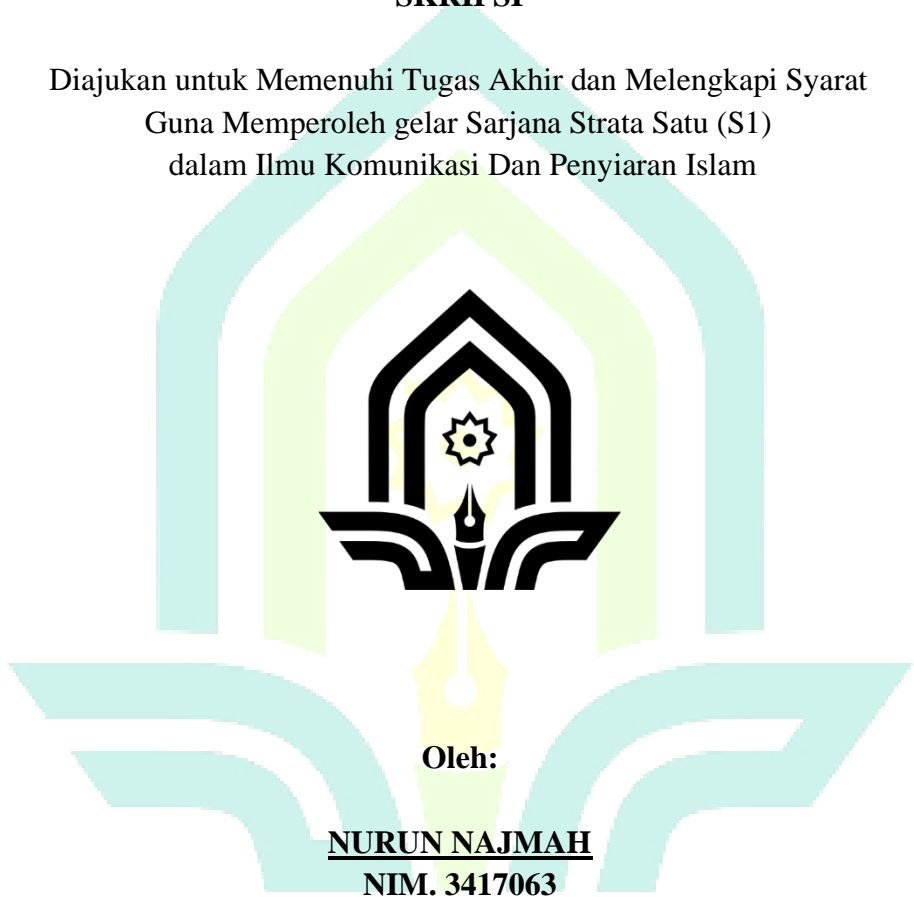 SKRIPSI
Diajukan untuk Memenuhi Tugas Akhir dan Melengkapi Syarat
Guna Memperoleh gelar Sarjana Strata Satu (S1)
dalam Ilmu Komunikasi Dan Penyiaran Islam
Oleh:
NURUN NAJMAH
NIM. 3417063